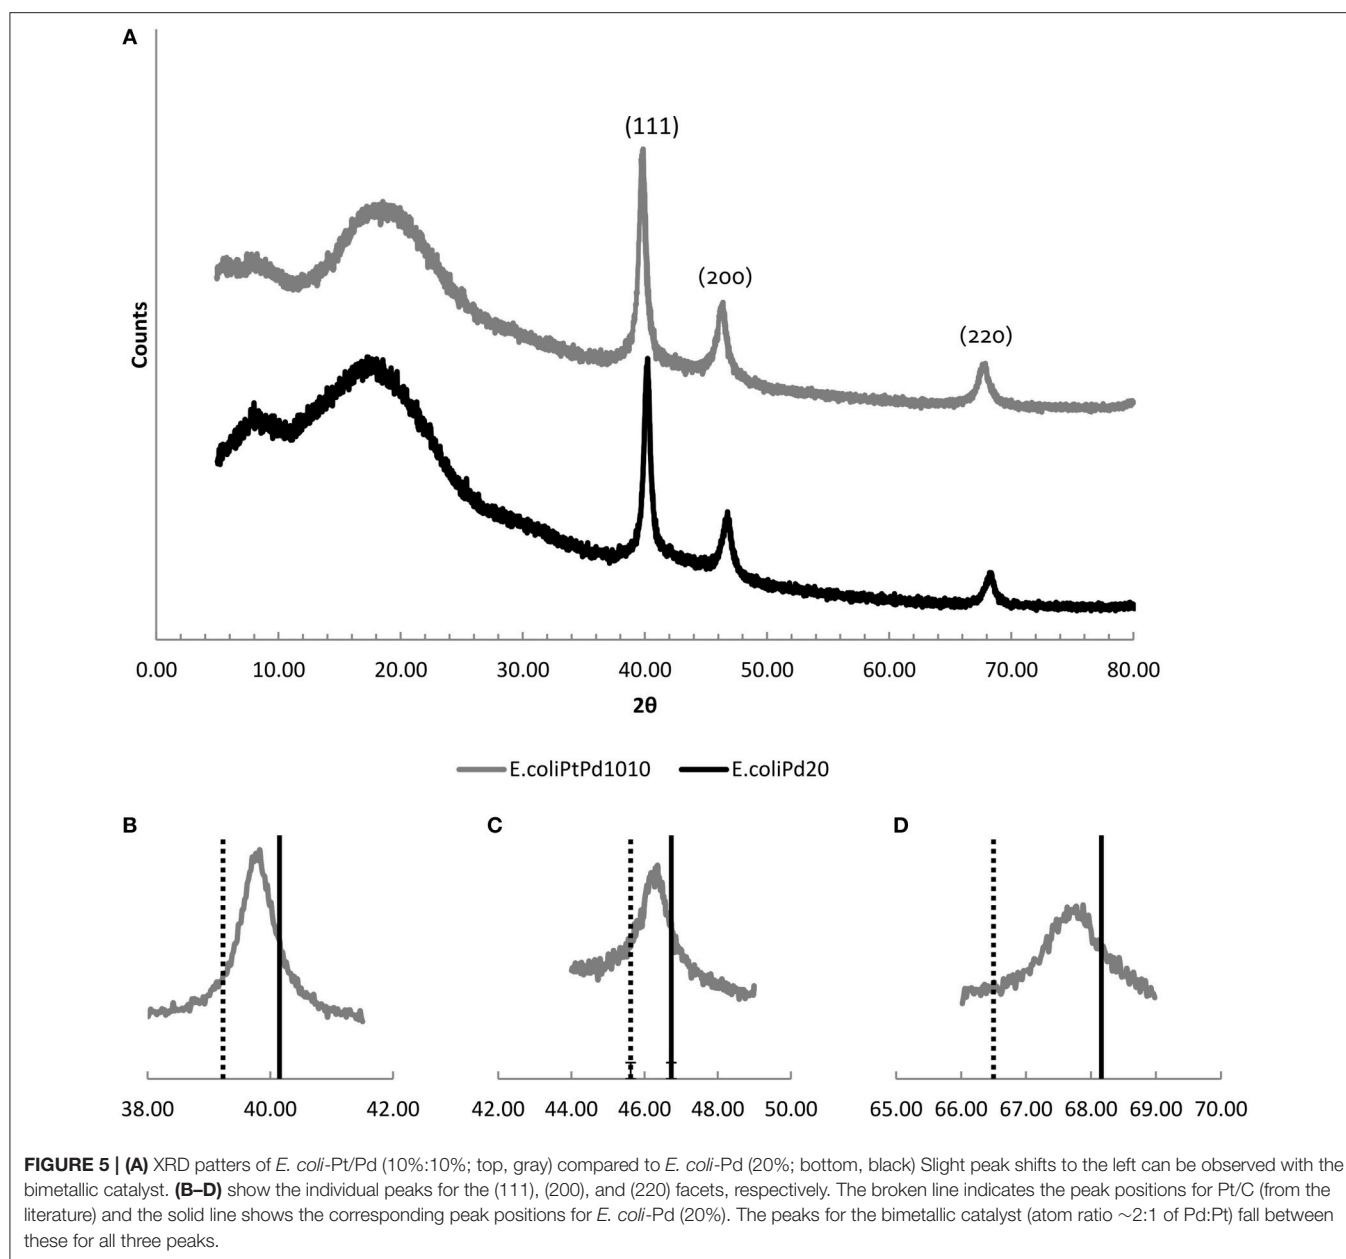 A
(111)
(200)
(220)
Counts
0.00 10.00 20.00 30.00 40.00 50.00 60.00 70.00 80.00
2θ
E.coliPtPd1010 E.coliPd20
B C D
38.00 40.00 42.00 42.00 44.00 46.00 48.00 50.00 65.00 66.00 67.00 68.00 69.00 70.00
FIGURE 5 | (A) XRD patters of E. coli-Pt/Pd (10%:10%; top, gray) compared to E. coli-Pd (20%; bottom, black) Slight peak shifts to the left can be observed with the
bimetallic catalyst. (B–D) show the individual peaks for the (111), (200), and (220) facets, respectively. The broken line indicates the peak positions for Pt/C (from the
literature) and the solid line shows the corresponding peak positions for E. coli-Pd (20%). The peaks for the bimetallic catalyst (atom ratio ∼2:1 of Pd:Pt) fall between
these for all three peaks.